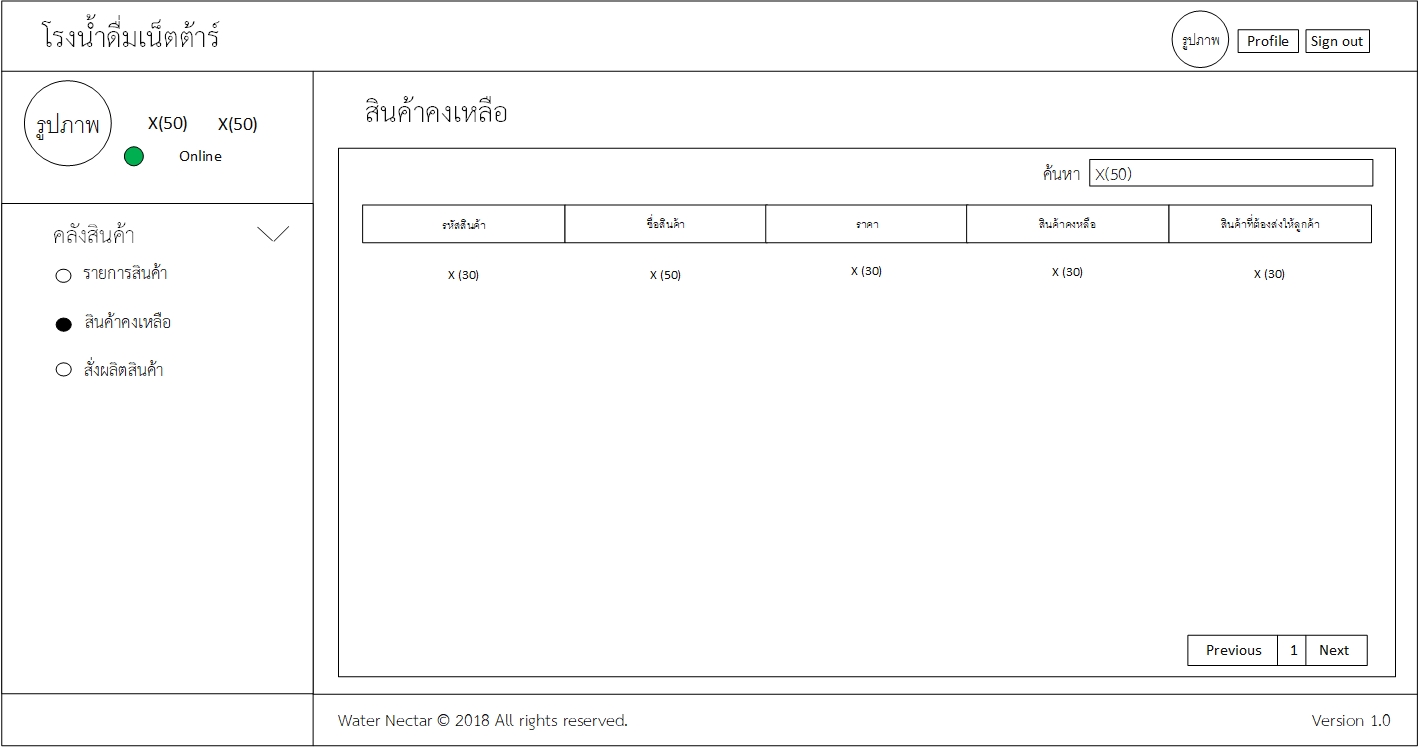 โรงน้ำดื่มเน็ตต้าร์
รูปภาพ Profile Sign out
รูปภาพ X(50) X(50)
Online
คลังสินค้า
รายการสินค้า
สินค้าคงเหลือ
สั่งผลิตสินค้า
สินค้าคงเหลือ
ค้นหา X(50)
รหัสสินค้า ชื่อสินค้า ราคา สินค้าคงหลือ สินค้าที่ต้องส่งให้ลูกค้า
X (30) X (50) X (30) X (30) X (30)
Previous 1 Next
Water Nectar © 2018 All rights reserved. Version 1.0